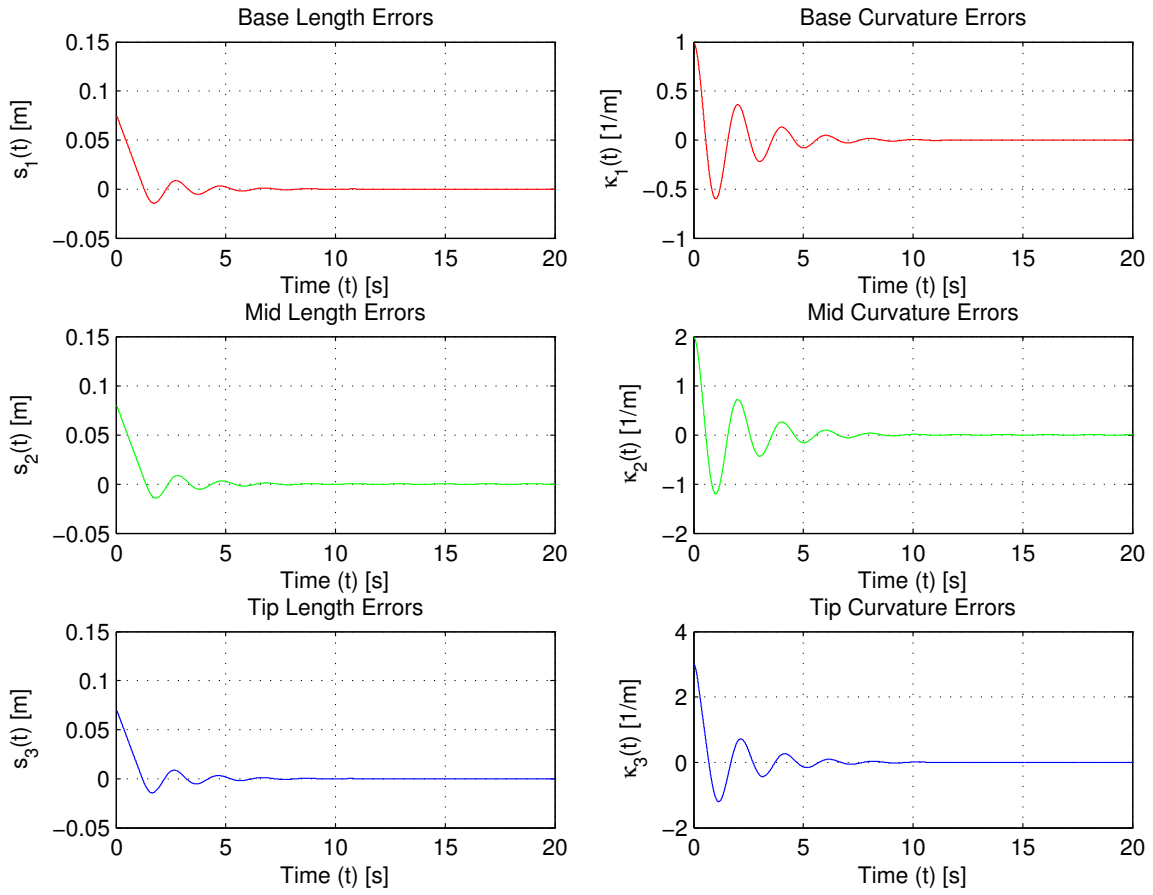 Base Length Errors
0.15
0.1
0.05
0
−0.05
s1(t) [m]
0 5 10 15 20
Time (t) [s]
Base Curvature Errors
1
0.5
0
−0.5
−1
κ1(t) [1/m]
0 5 10 15 20
Time (t) [s]
Mid Length Errors
0.15
0.1
0.05
0
−0.05
s2(t) [m]
0 5 10 15 20
Time (t) [s]
Mid Curvature Errors
2
1
0
−1
−2
κ2(t) [1/m]
0 5 10 15 20
Time (t) [s]
Tip Length Errors
0.15
0.1
0.05
0
−0.05
s3(t) [m]
0 5 10 15 20
Time (t) [s]
Tip Curvature Errors
4
2
0
−2
κ3(t) [1/m]
0 5 10 15 20
Time (t) [s]